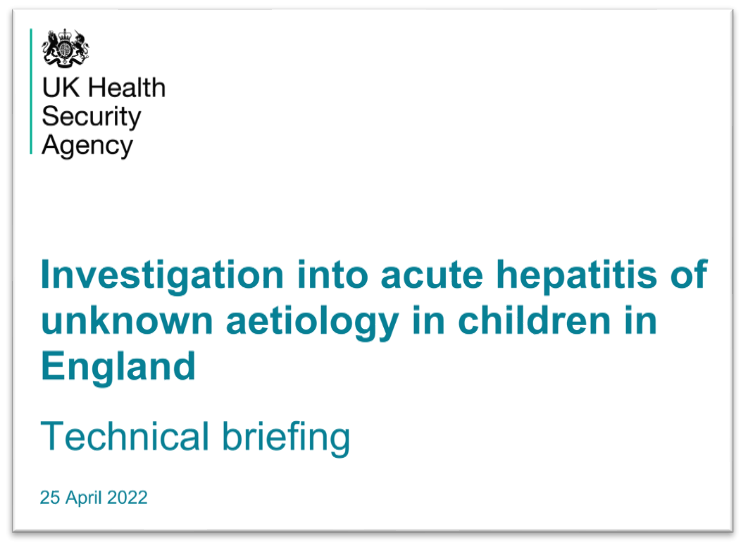 UK Health
Security
Agency
Investigation into acute hepatitis of
unknown aetiology in children in
England
Technical briefing
25 April 2022